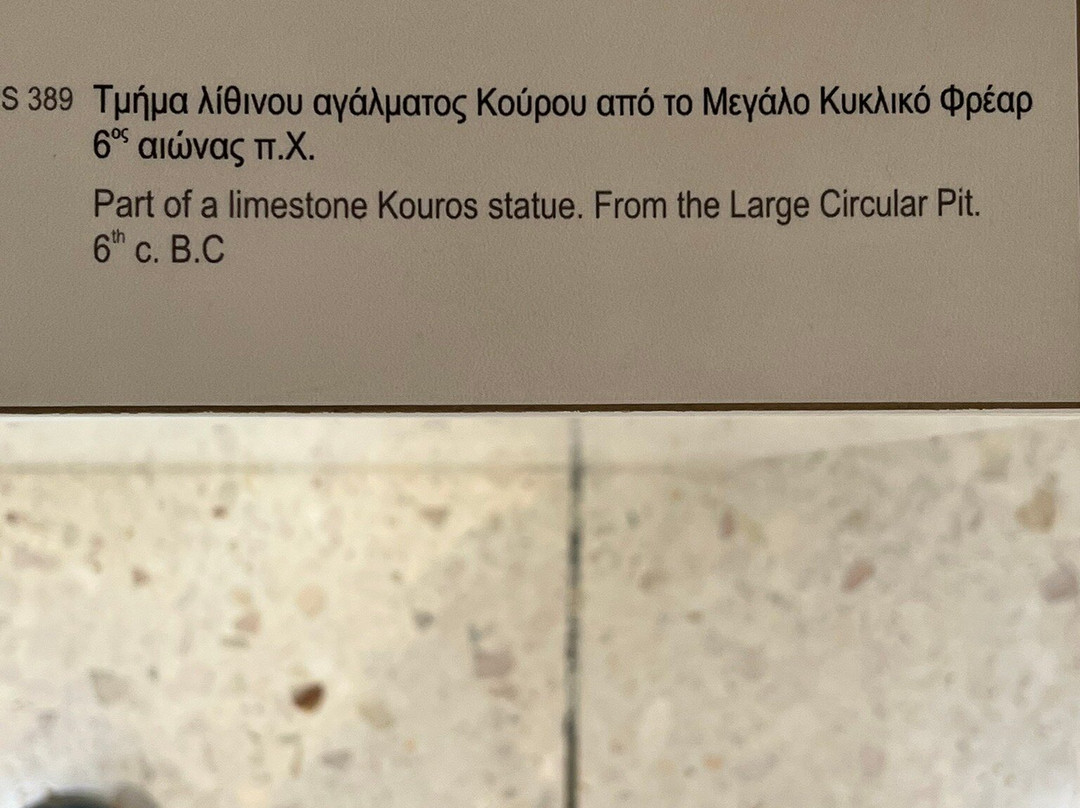 S 389 Τμήμα λίθινου αγάλματος Κούρου από το Μεγάλο Κυκλικό Φρέαρ
6ος αιώνας π.Χ.
Part of a limestone Kouros statue. From the Large Circular Pit.
6th c. B.C